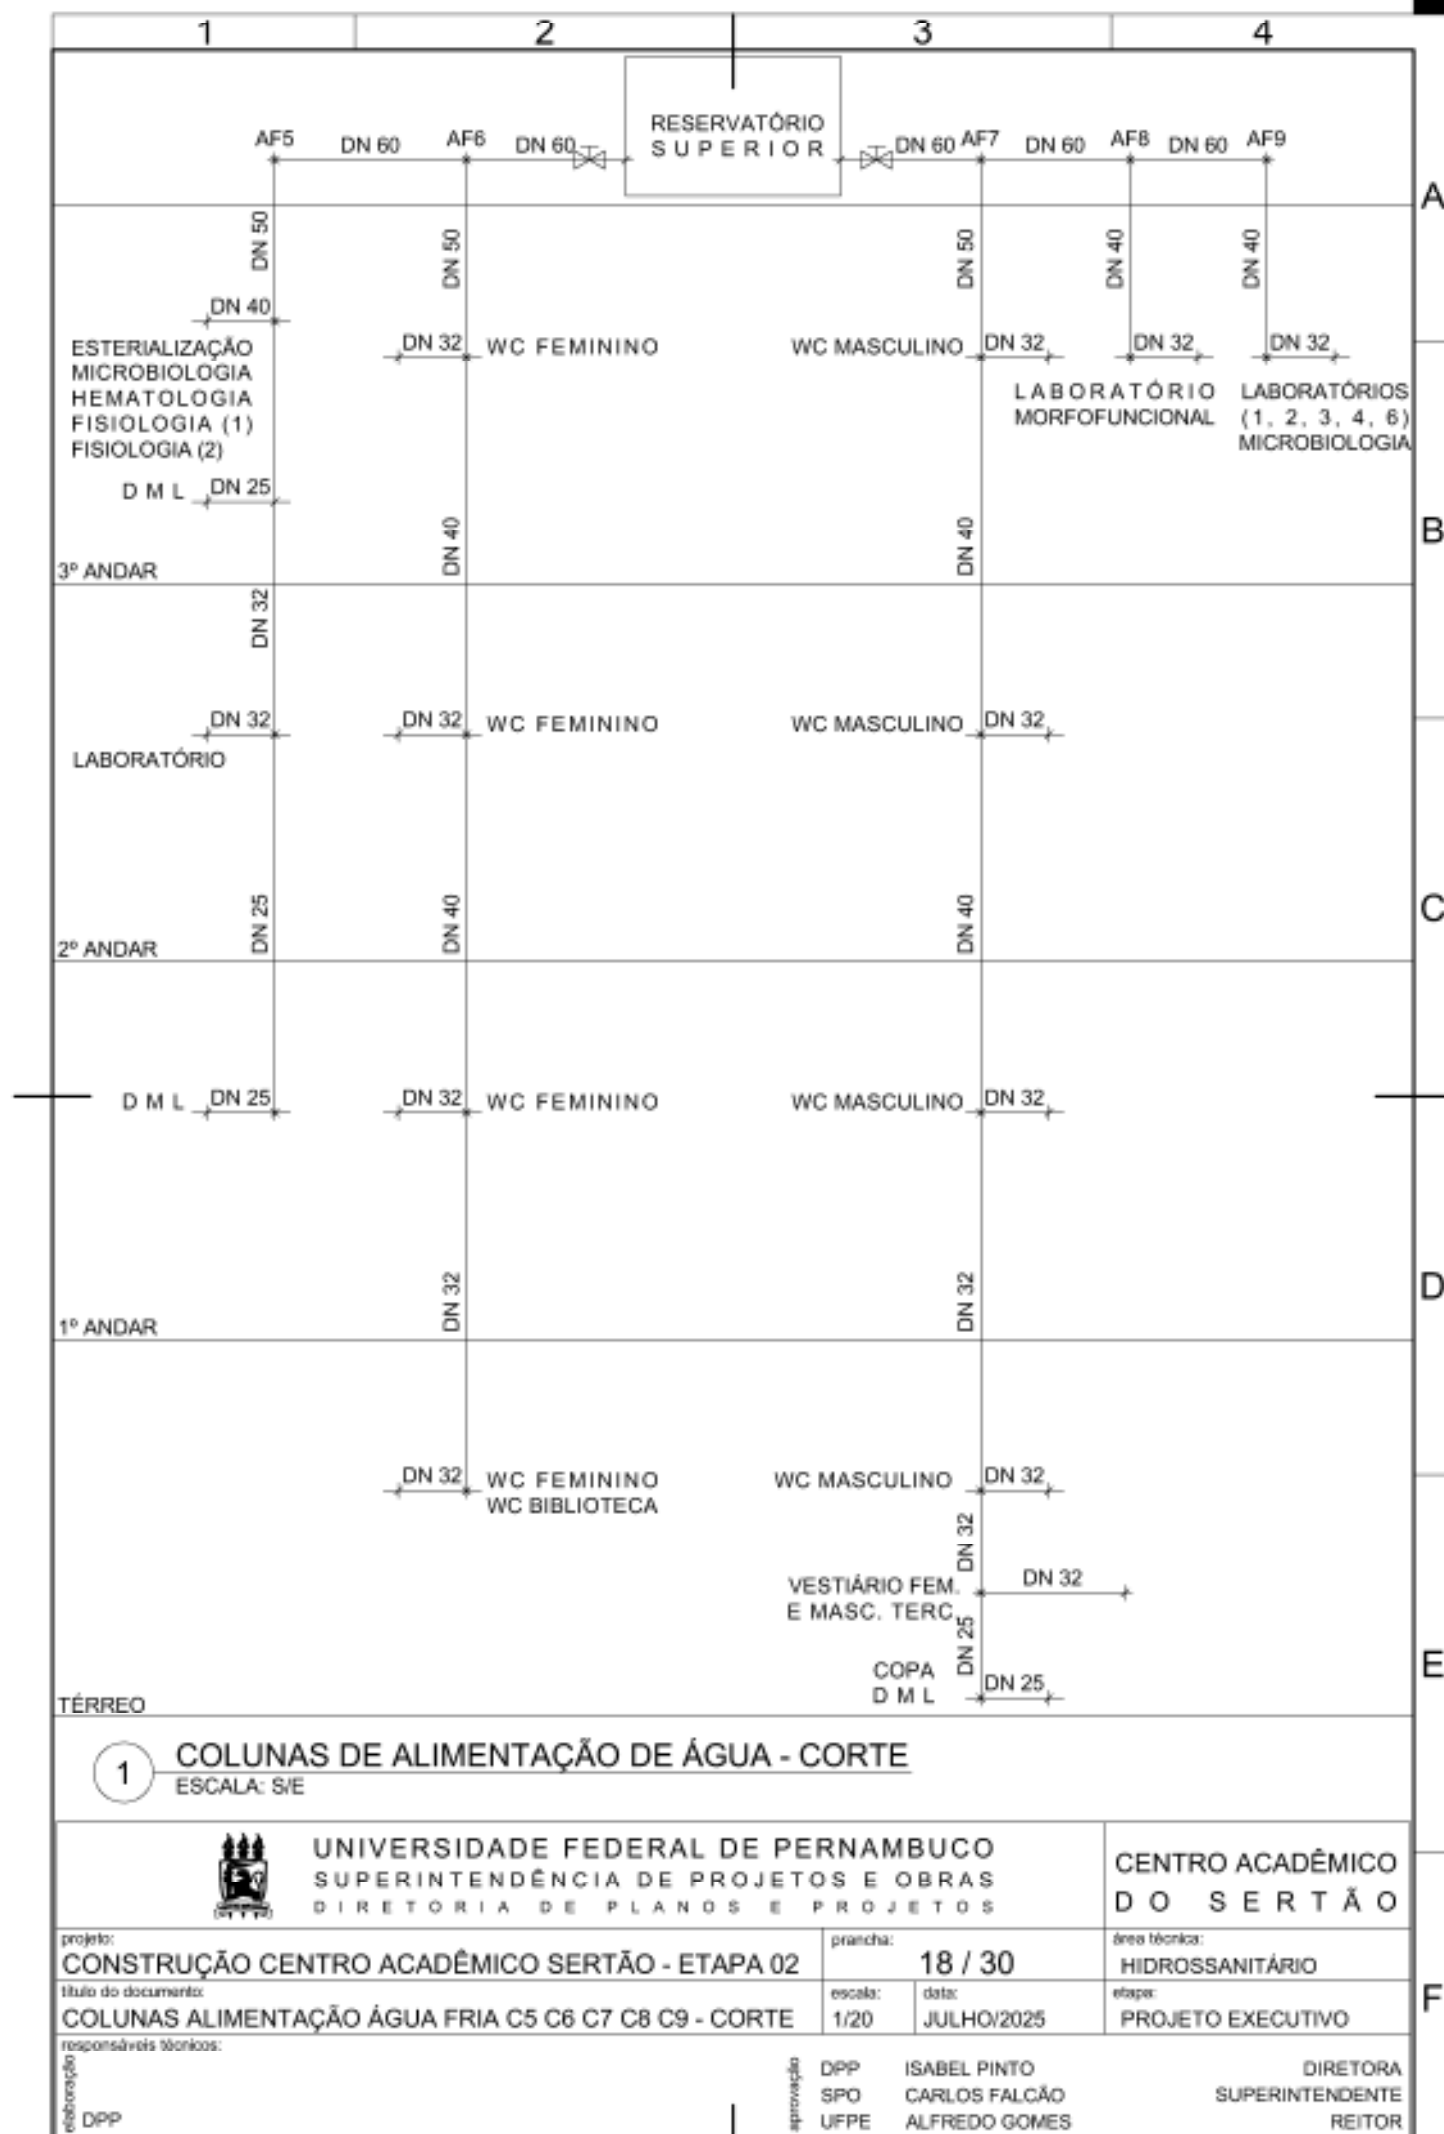 1 2 3 4
RESERVATÓRIO
SUPERIOR
AF5 DN 60 AF6 DN 60 DN 60 AF7 DN 60 AF8 DN 60 AF9
A
DN 50 DN 50 DN 50 DN 40 DN 40
DN 40
DN 32 WC FEMININO WC MASCULINO DN 32 DN 32 DN 32
ESTERIALIZAÇÃO
MICROBIOLOGIA
HEMATOLOGIA
FISIOLOGIA (1)
FISIOLOGIA (2)
LABORATÓRIO
MORFOFUNCIONAL
LABORATÓRIOS
(1, 2, 3, 4, 6)
MICROBIOLOGIA
DML DN 25
B
DN 40 DN 40
3º ANDAR
DN 32
DN 32 DN 32 WC FEMININO WC MASCULINO DN 32
LABORATÓRIO
C
DN 25 DN 40 DN 40
2º ANDAR
DML DN 25 DN 32 WC FEMININO WC MASCULINO DN 32
D
DN 32 DN 32
1º ANDAR
DN 32 WC FEMININO WC MASCULINO DN 32
WC BIBLIOTECA
DN 32
VESTIÁRIO FEM. DN 32
E MASC. TERC.
DN 25
E
COPA DN 25
DML
TÉRREO
1 COLUNAS DE ALIMENTAÇÃO DE ÁGUA - CORTE
ESCALA: S/E
UNIVERSIDADE FEDERAL DE PERNAMBUCO
SUPERINTENDÊNCIA DE PROJETOS E OBRAS
DIRETORIA DE PLANOS E PROJETOS
CENTRO ACADÊMICO
DO SERTÃO
projeto:
CONSTRUÇÃO CENTRO ACADÊMICO SERTÃO - ETAPA 02
prancha:
18 / 30
área técnica:
HIDROSSANITÁRIO
título do documento:
COLUNAS ALIMENTAÇÃO ÁGUA FRIA C5 C6 C7 C8 C9 - CORTE
escala:
1/20
data:
JULHO/2025
etapa:
PROJETO EXECUTIVO
F
responsáveis técnicos:
elaboração
DPP
aprovação
DPP ISABEL PINTO DIRETORA
SPO CARLOS FALCÃO SUPERINTENDENTE
UFPE ALFREDO GOMES REITOR